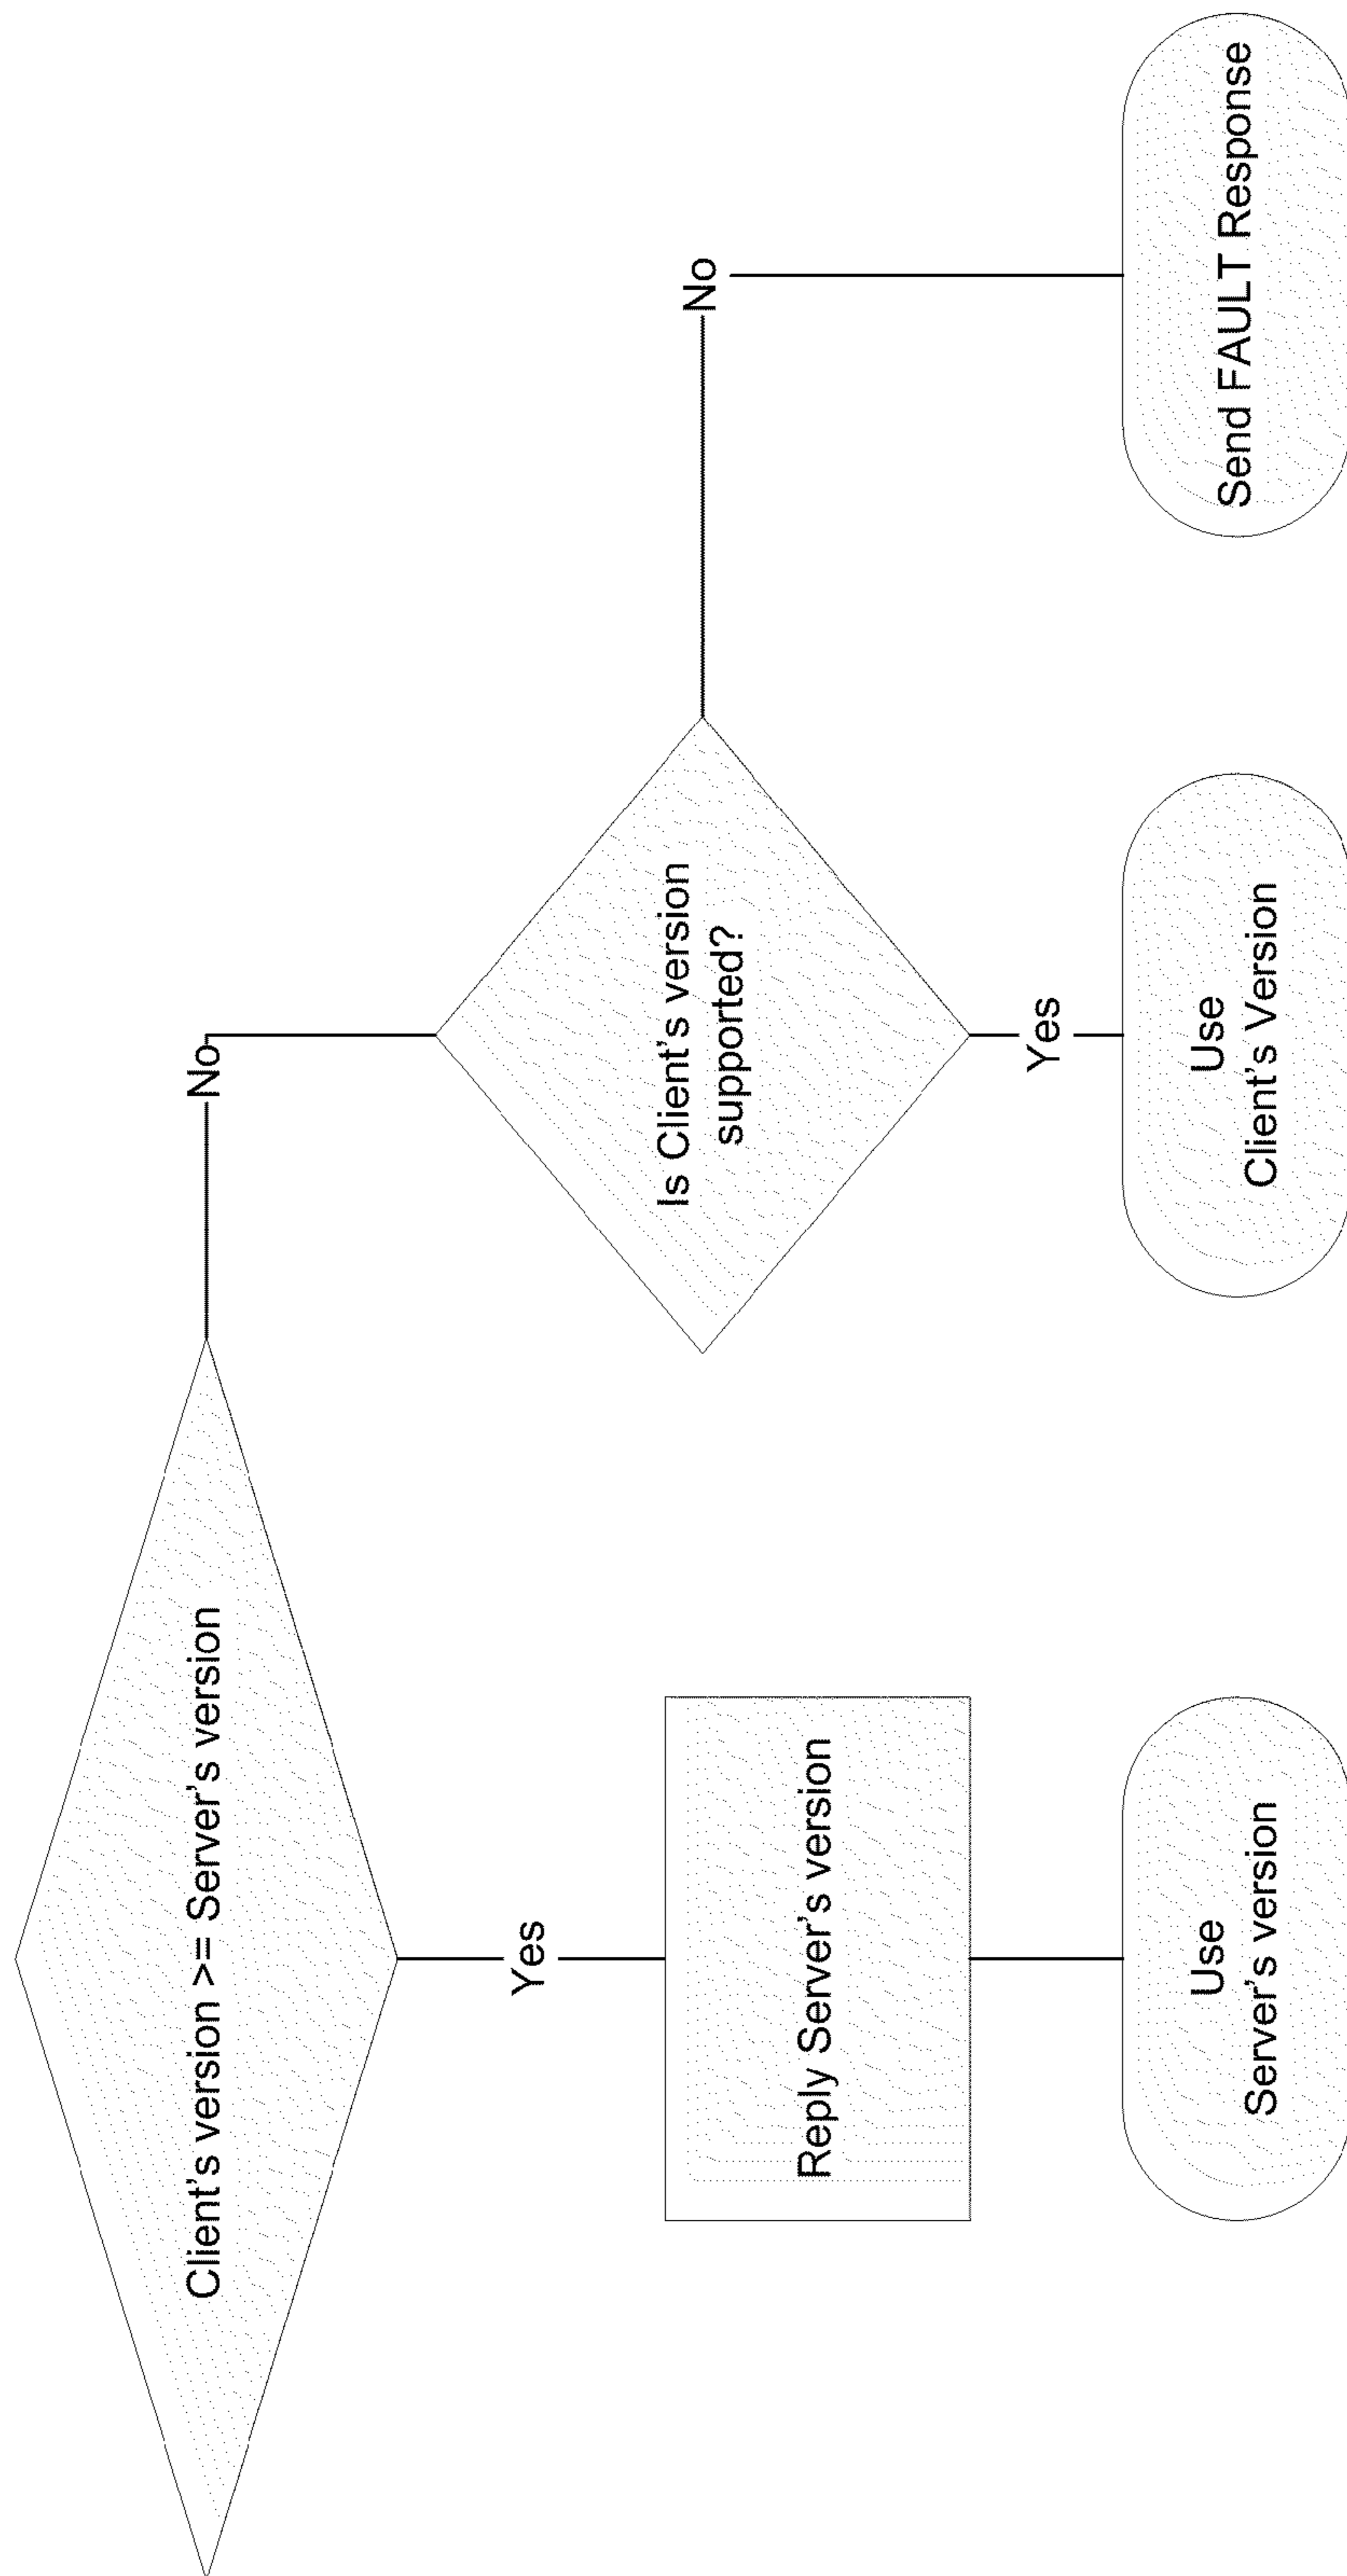 Client's version >= Server's version
No
Yes
Is Client's version
supported?
No
Reply Server's version
Yes
Use
Server's version
Use
Client's Version
Send FAULT Response